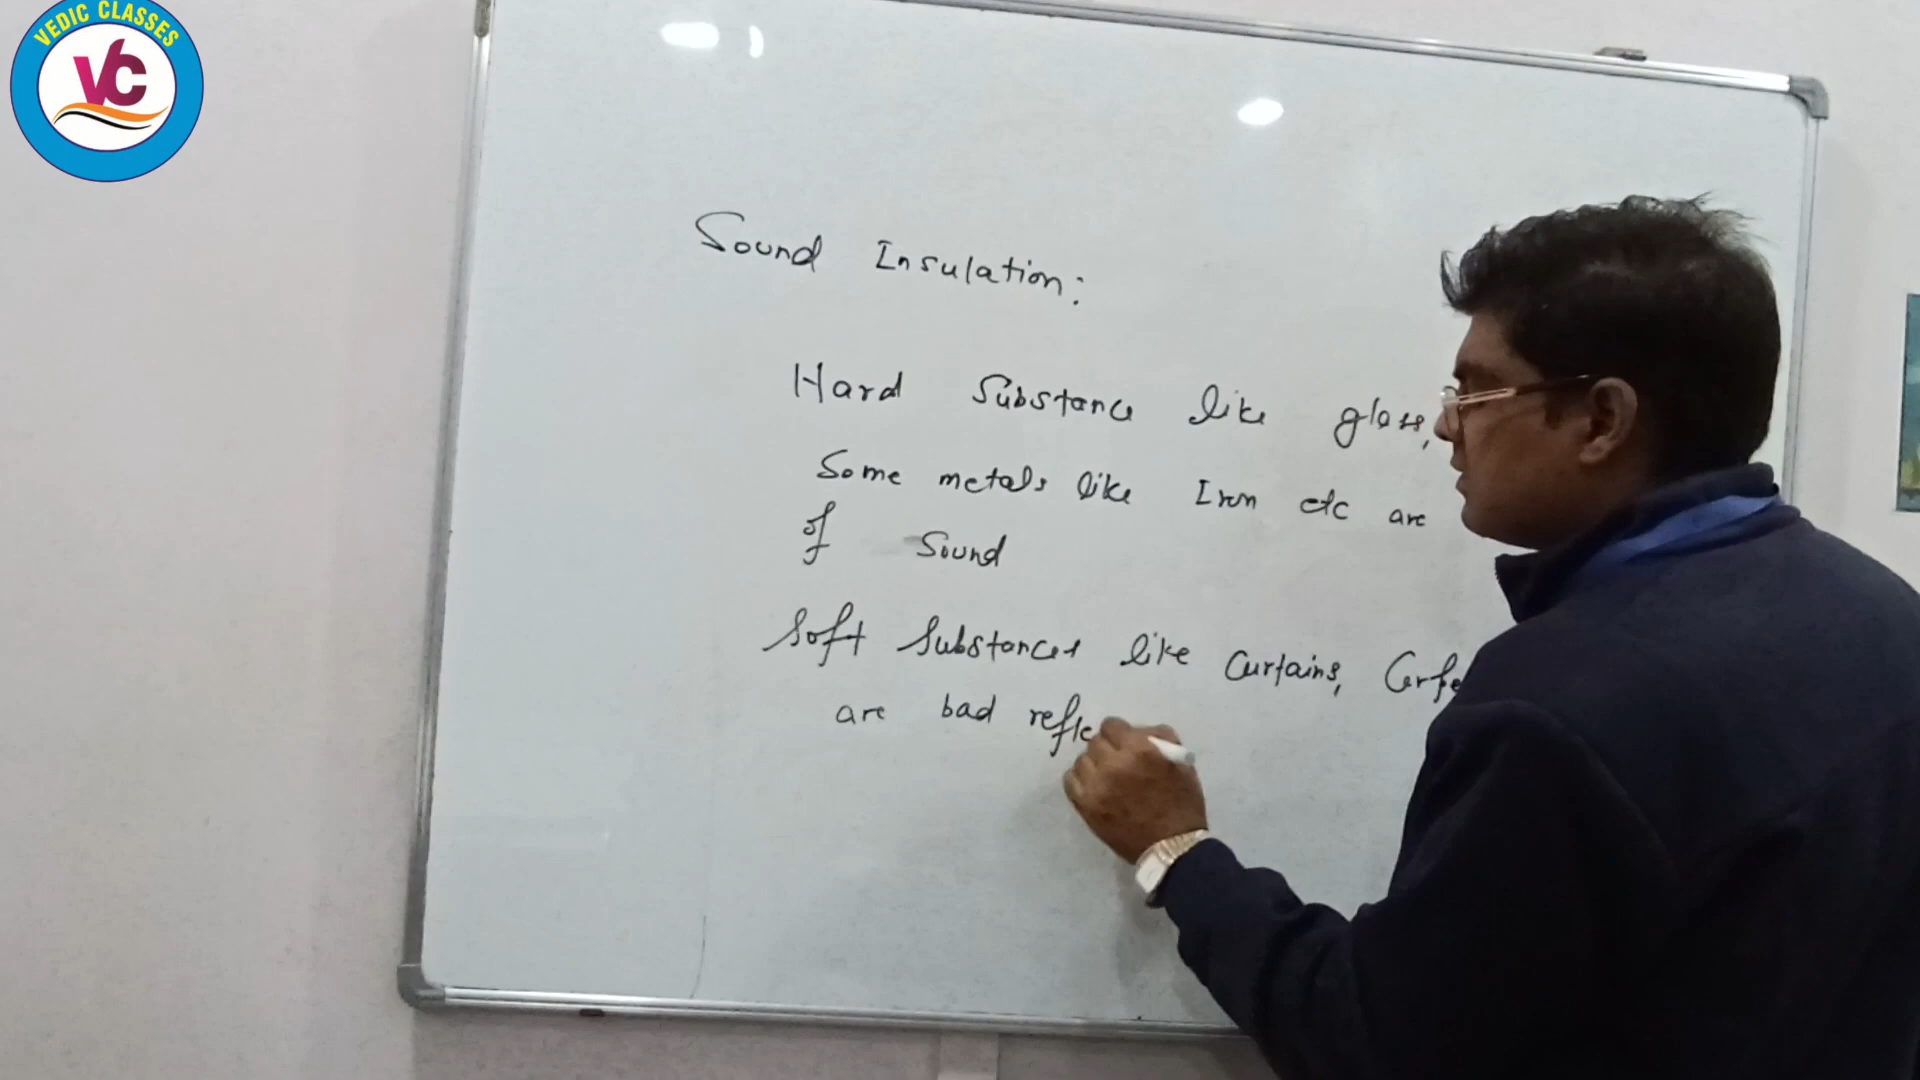 VEDIC CLASSES
VC
Sound Insulation:
Hard Substance like glass,
Some metals like Iron etc are
of Sound
Soft Substances like Curtains, Carpe
are bad refle